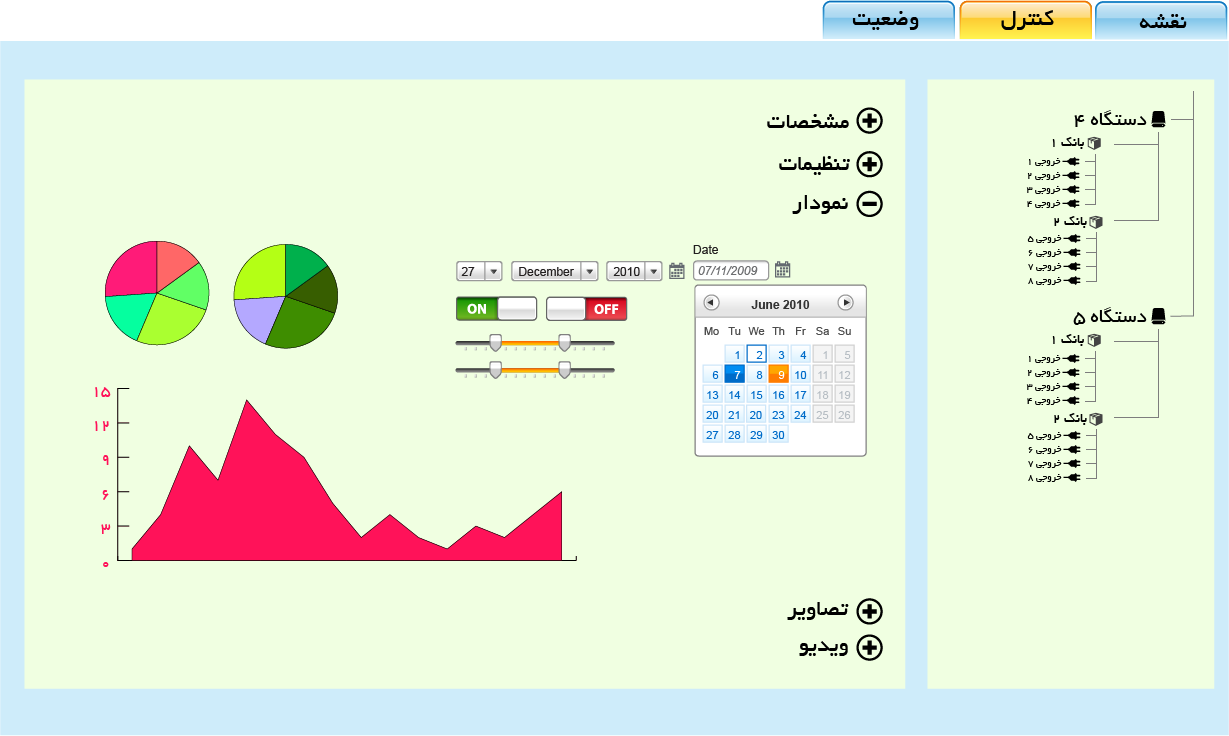 نقشه
کنترل
وضعیت
دستگاه ۴
بانک ۱
خروجی ۱
خروجی ۲
خروجی ۳
خروجی ۴
بانک ۲
خروجی ۵
خروجی ۶
خروجی ۷
خروجی ۸
دستگاه ۵
بانک ۱
خروجی ۱
خروجی ۲
خروجی ۳
خروجی ۴
بانک ۲
خروجی ۵
خروجی ۶
خروجی ۷
خروجی ۸
مشخصات
تنظیمات
نمودار
Date
27 December 2010
07/11/2009
ON
OFF
June 2010
Mo Tu We Th Fr Sa Su
1 2 3 4 1 5
6 7 8 9 10 11 12
13 14 15 16 17 18 19
20 21 20 23 24 25 26
27 28 29 30
۱۵
۱۲
۹
۶
۳
۰
تصاویر
ویدیو